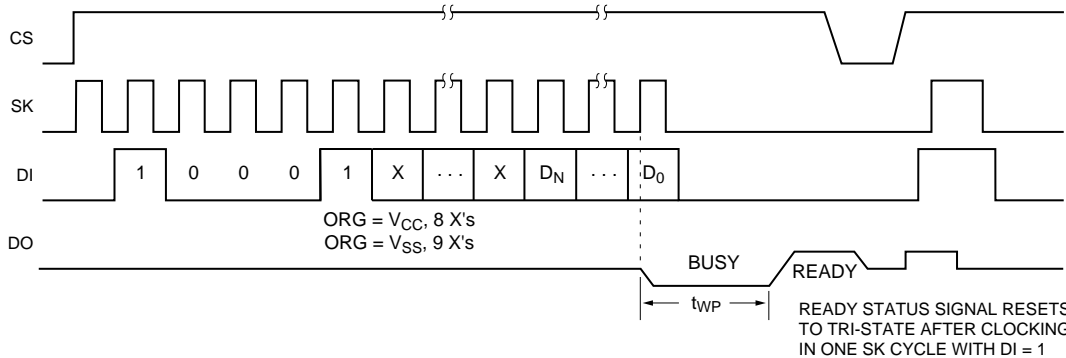 CS
SK
DI 1 0 0 0 1 X · · · X DN · · · D0
ORG = VCC, 8 X's
ORG = VSS, 9 X's
DO
BUSY
READY
tWP
READY STATUS SIGNAL RESETS
TO TRI-STATE AFTER CLOCKING
IN ONE SK CYCLE WITH DI = 1